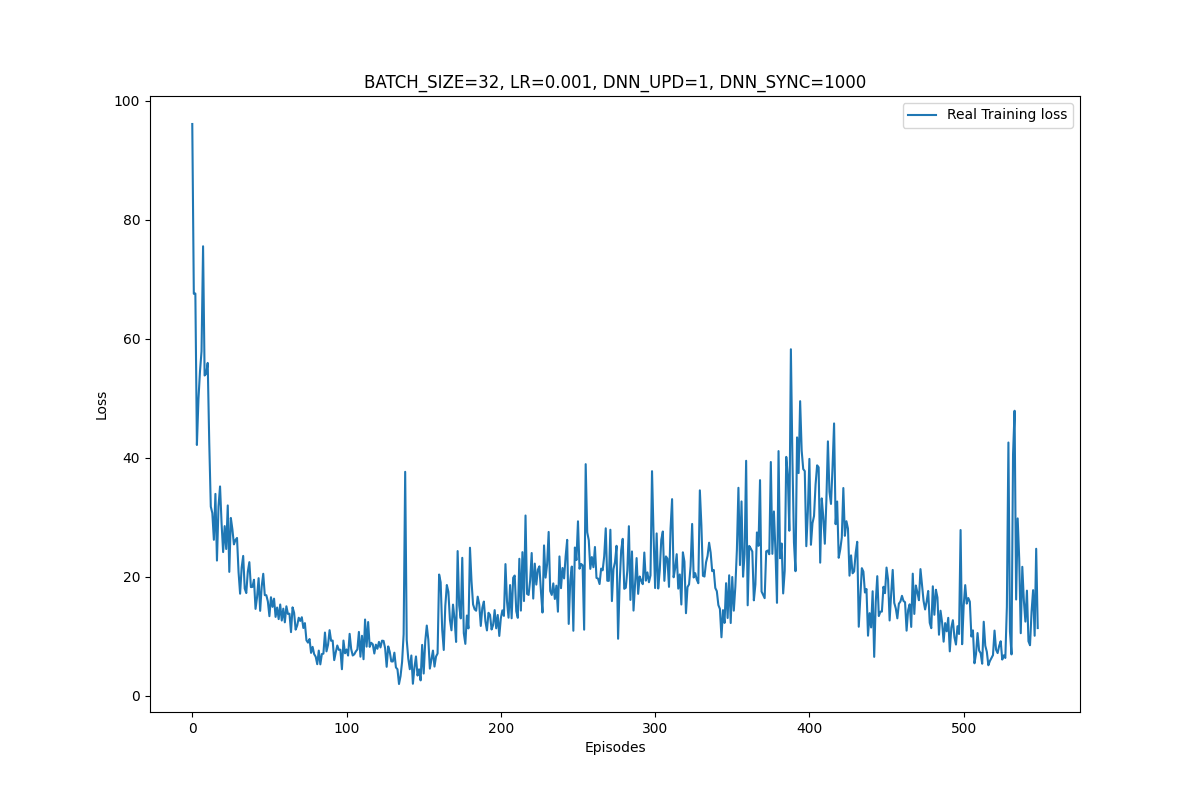 BATCH_SIZE=32, LR=0.001, DNN_UPD=1, DNN_SYNC=1000
Real Training loss
100
80
60
40
20
0
Loss
0 100 200 300 400 500
Episodes